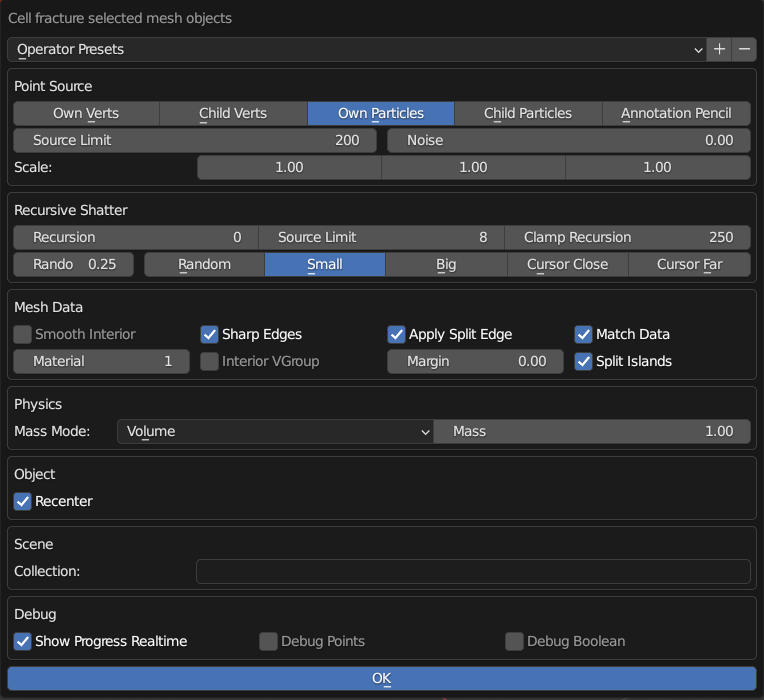 Cell fracture selected mesh objects
Operator Presets
Point Source
Own Verts Child Verts Own Particles Child Particles Annotation Pencil
Source Limit 200 Noise 0.00
Scale: 1.00 1.00 1.00
Recursive Shatter
Recursion 0 Source Limit 8 Clamp Recursion 250
Rando 0.25 Random Small Big Cursor Close Cursor Far
Mesh Data
Smooth Interior Sharp Edges Apply Split Edge Match Data
Material 1 Interior VGroup Margin 0.00 Split Islands
Physics
Mass Mode: Volume Mass 1.00
Object
Recenter
Scene
Collection:
Debug
Show Progress Realtime Debug Points Debug Boolean
OK